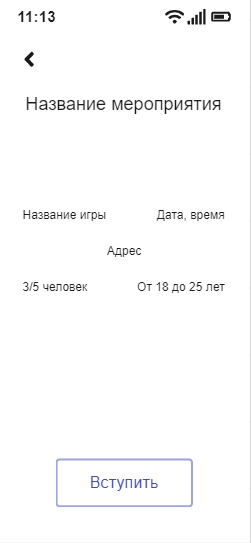 11:13
Название мероприятия
Название игры Дата, время
Адрес
3/5 человек От 18 до 25 лет
Вступить